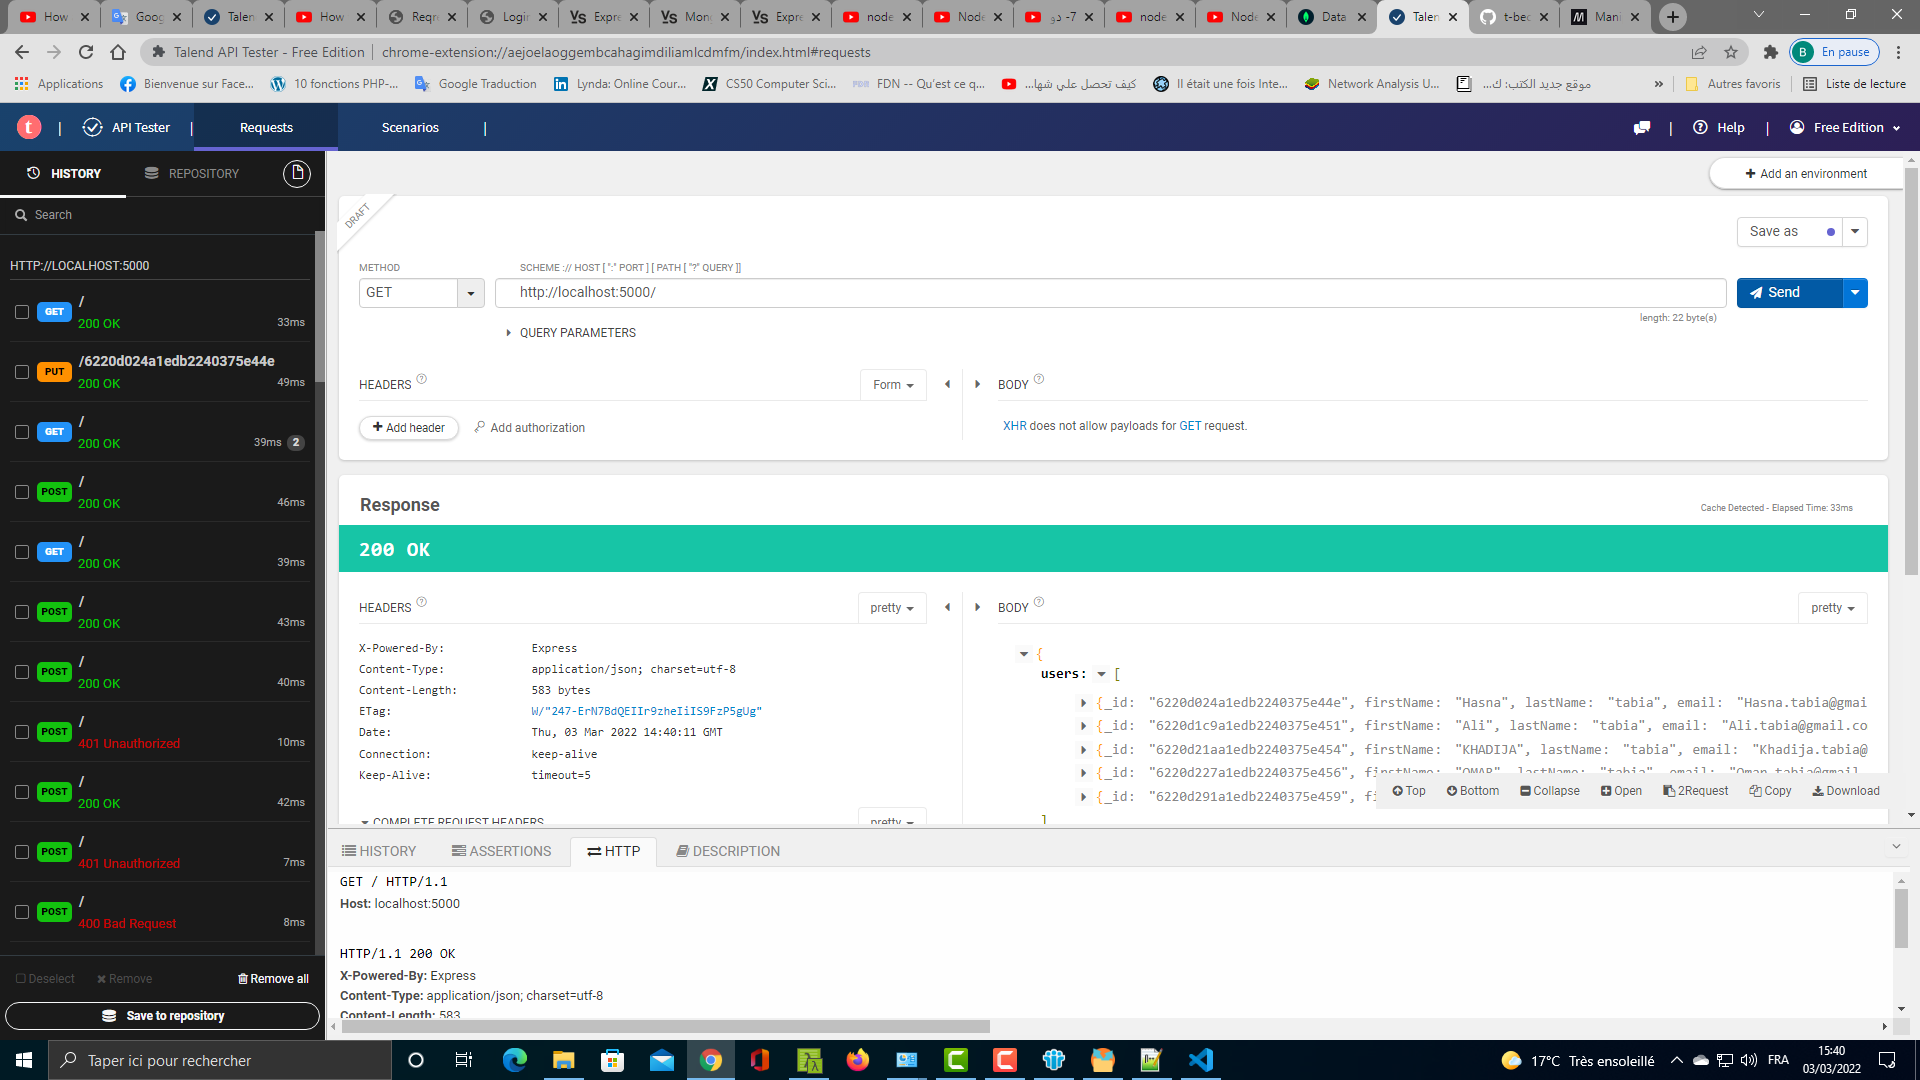 How
Goog
Talen
How
Reqre
Login
Expre
Mong
Expre
node
Node
7- دو
node
Node
Data
Talen
t-bec
Mani
Talend API Tester - Free Edition
chrome-extension://aejoelaoggembcahagimdiliamlcdmfm/index.html#requests
B En pause
Applications
Bienvenue sur Face...
10 fonctions PHP-...
Google Traduction
Lynda: Online Cour...
CS50 Computer Sci...
FDN -- Qu'est ce q...
كيف تحصل علي شها...
Il était une fois Inte...
Network Analysis U...
موقع جديد الكتب: ك...
»
Autres favoris
Liste de lecture
t | API Tester | Requests
Scenarios |
| Help | Free Edition
HISTORY
REPOSITORY
Search
HTTP://LOCALHOST:5000
GET / 200 OK 33ms
PUT /6220d024a1edb2240375e44e 200 OK 49ms
GET / 200 OK 39ms 2
POST / 200 OK 46ms
GET / 200 OK 39ms
POST / 200 OK 43ms
POST / 200 OK 40ms
POST / 401 Unauthorized 10ms
POST / 200 OK 42ms
POST / 401 Unauthorized 7ms
POST / 400 Bad Request 8ms
Deselect Remove Remove all
Save to repository
Add an environment
DRAFT
Save as
METHOD
SCHEME :// HOST [ ":" PORT ] [ PATH [ "?" QUERY ]]
GET
http://localhost:5000/
Send
length: 22 byte(s)
QUERY PARAMETERS
HEADERS ? Form
BODY ?
Add header
Add authorization
XHR does not allow payloads for GET request.
Response
Cache Detected - Elapsed Time: 33ms
200 OK
HEADERS ? pretty
BODY ? pretty
X-Powered-By: Express
Content-Type: application/json; charset=utf-8
Content-Length: 583 bytes
ETag: W/"247-ErN7BdQEIIr9zheIiIS9FzP5gUg"
Date: Thu, 03 Mar 2022 14:40:11 GMT
Connection: keep-alive
Keep-Alive: timeout=5
COMPLETE REQUEST HEADERS pretty
{
users: [
{_id: "6220d024a1edb2240375e44e", firstName: "Hasna", lastName: "tabia", email: "Hasna.tabia@gmai
{_id: "6220d1c9a1edb2240375e451", firstName: "Ali", lastName: "tabia", email: "Ali.tabia@gmail.co
{_id: "6220d21aa1edb2240375e454", firstName: "KHADIJA", lastName: "tabia", email: "Khadija.tabia@
{_id: "6220d227a1edb2240375e456", firstName: "OMAR", lastName: "tabia", email: "Omar.tabia@gmail
{_id: "6220d291a1edb2240375e459", fi
]
Top Bottom Collapse Open 2Request Copy Download
HISTORY
ASSERTIONS
HTTP
DESCRIPTION
GET / HTTP/1.1
Host: localhost:5000
HTTP/1.1 200 OK
X-Powered-By: Express
Content-Type: application/json; charset=utf-8
Content-Length: 583
Taper ici pour rechercher
17°C Très ensoleillé
FRA
15:40
03/03/2022